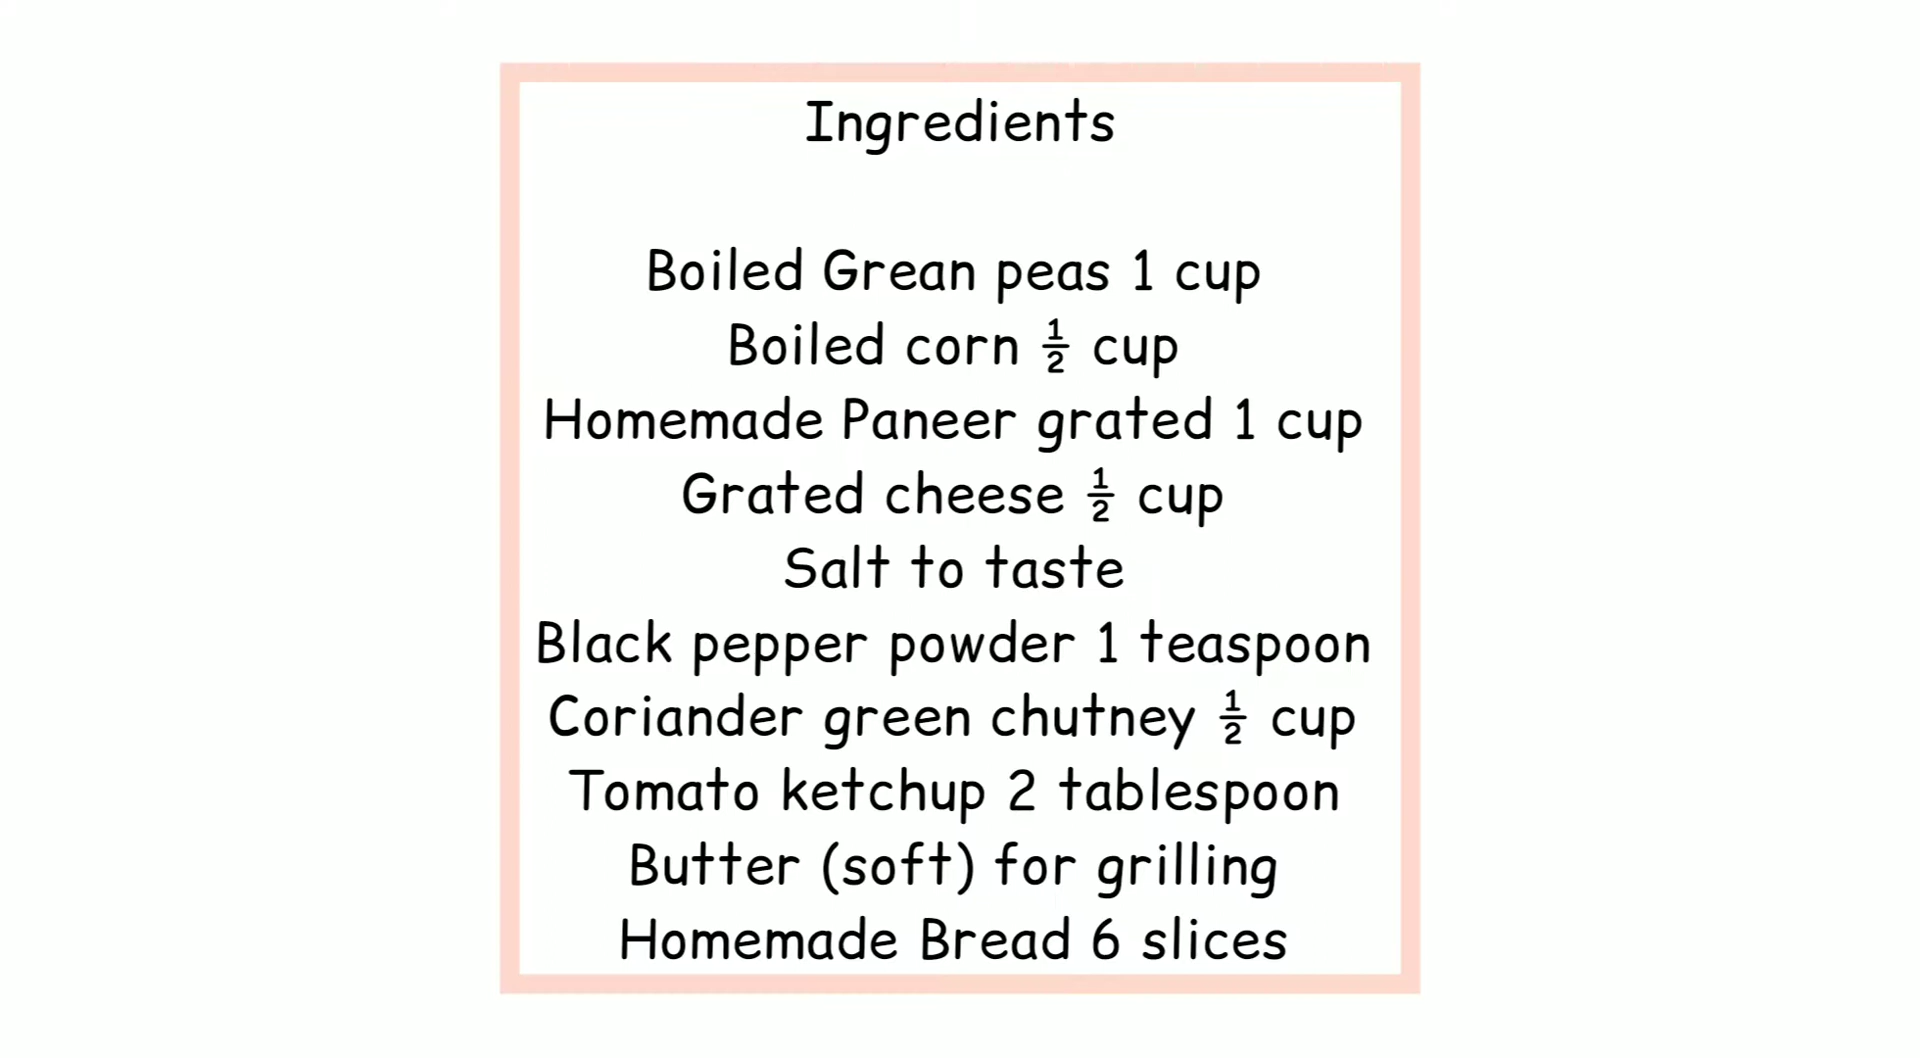 Ingredients
Boiled Grean peas 1 cup
Boiled corn ½ cup
Homemade Paneer grated 1 cup
Grated cheese ½ cup
Salt to taste
Black pepper powder 1 teaspoon
Coriander green chutney ½ cup
Tomato ketchup 2 tablespoon
Butter (soft) for grilling
Homemade Bread 6 slices